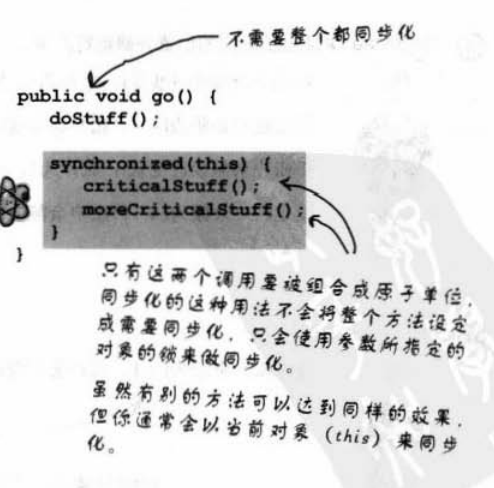 不需要整个都同步化
public void go() {
doStuff();
synchronized(this) {
criticalStuff();
moreCriticalStuff();
}
}
只有这两个调用要被组合成原子单位，
同步化的这种用法不会将整个方法设定
成需要同步化，只会使用参数所指定的
对象的锁来做同步化。
虽然有别的方法可以达到同样的效果，
但你通常会以当前对象（this）来同步
化。